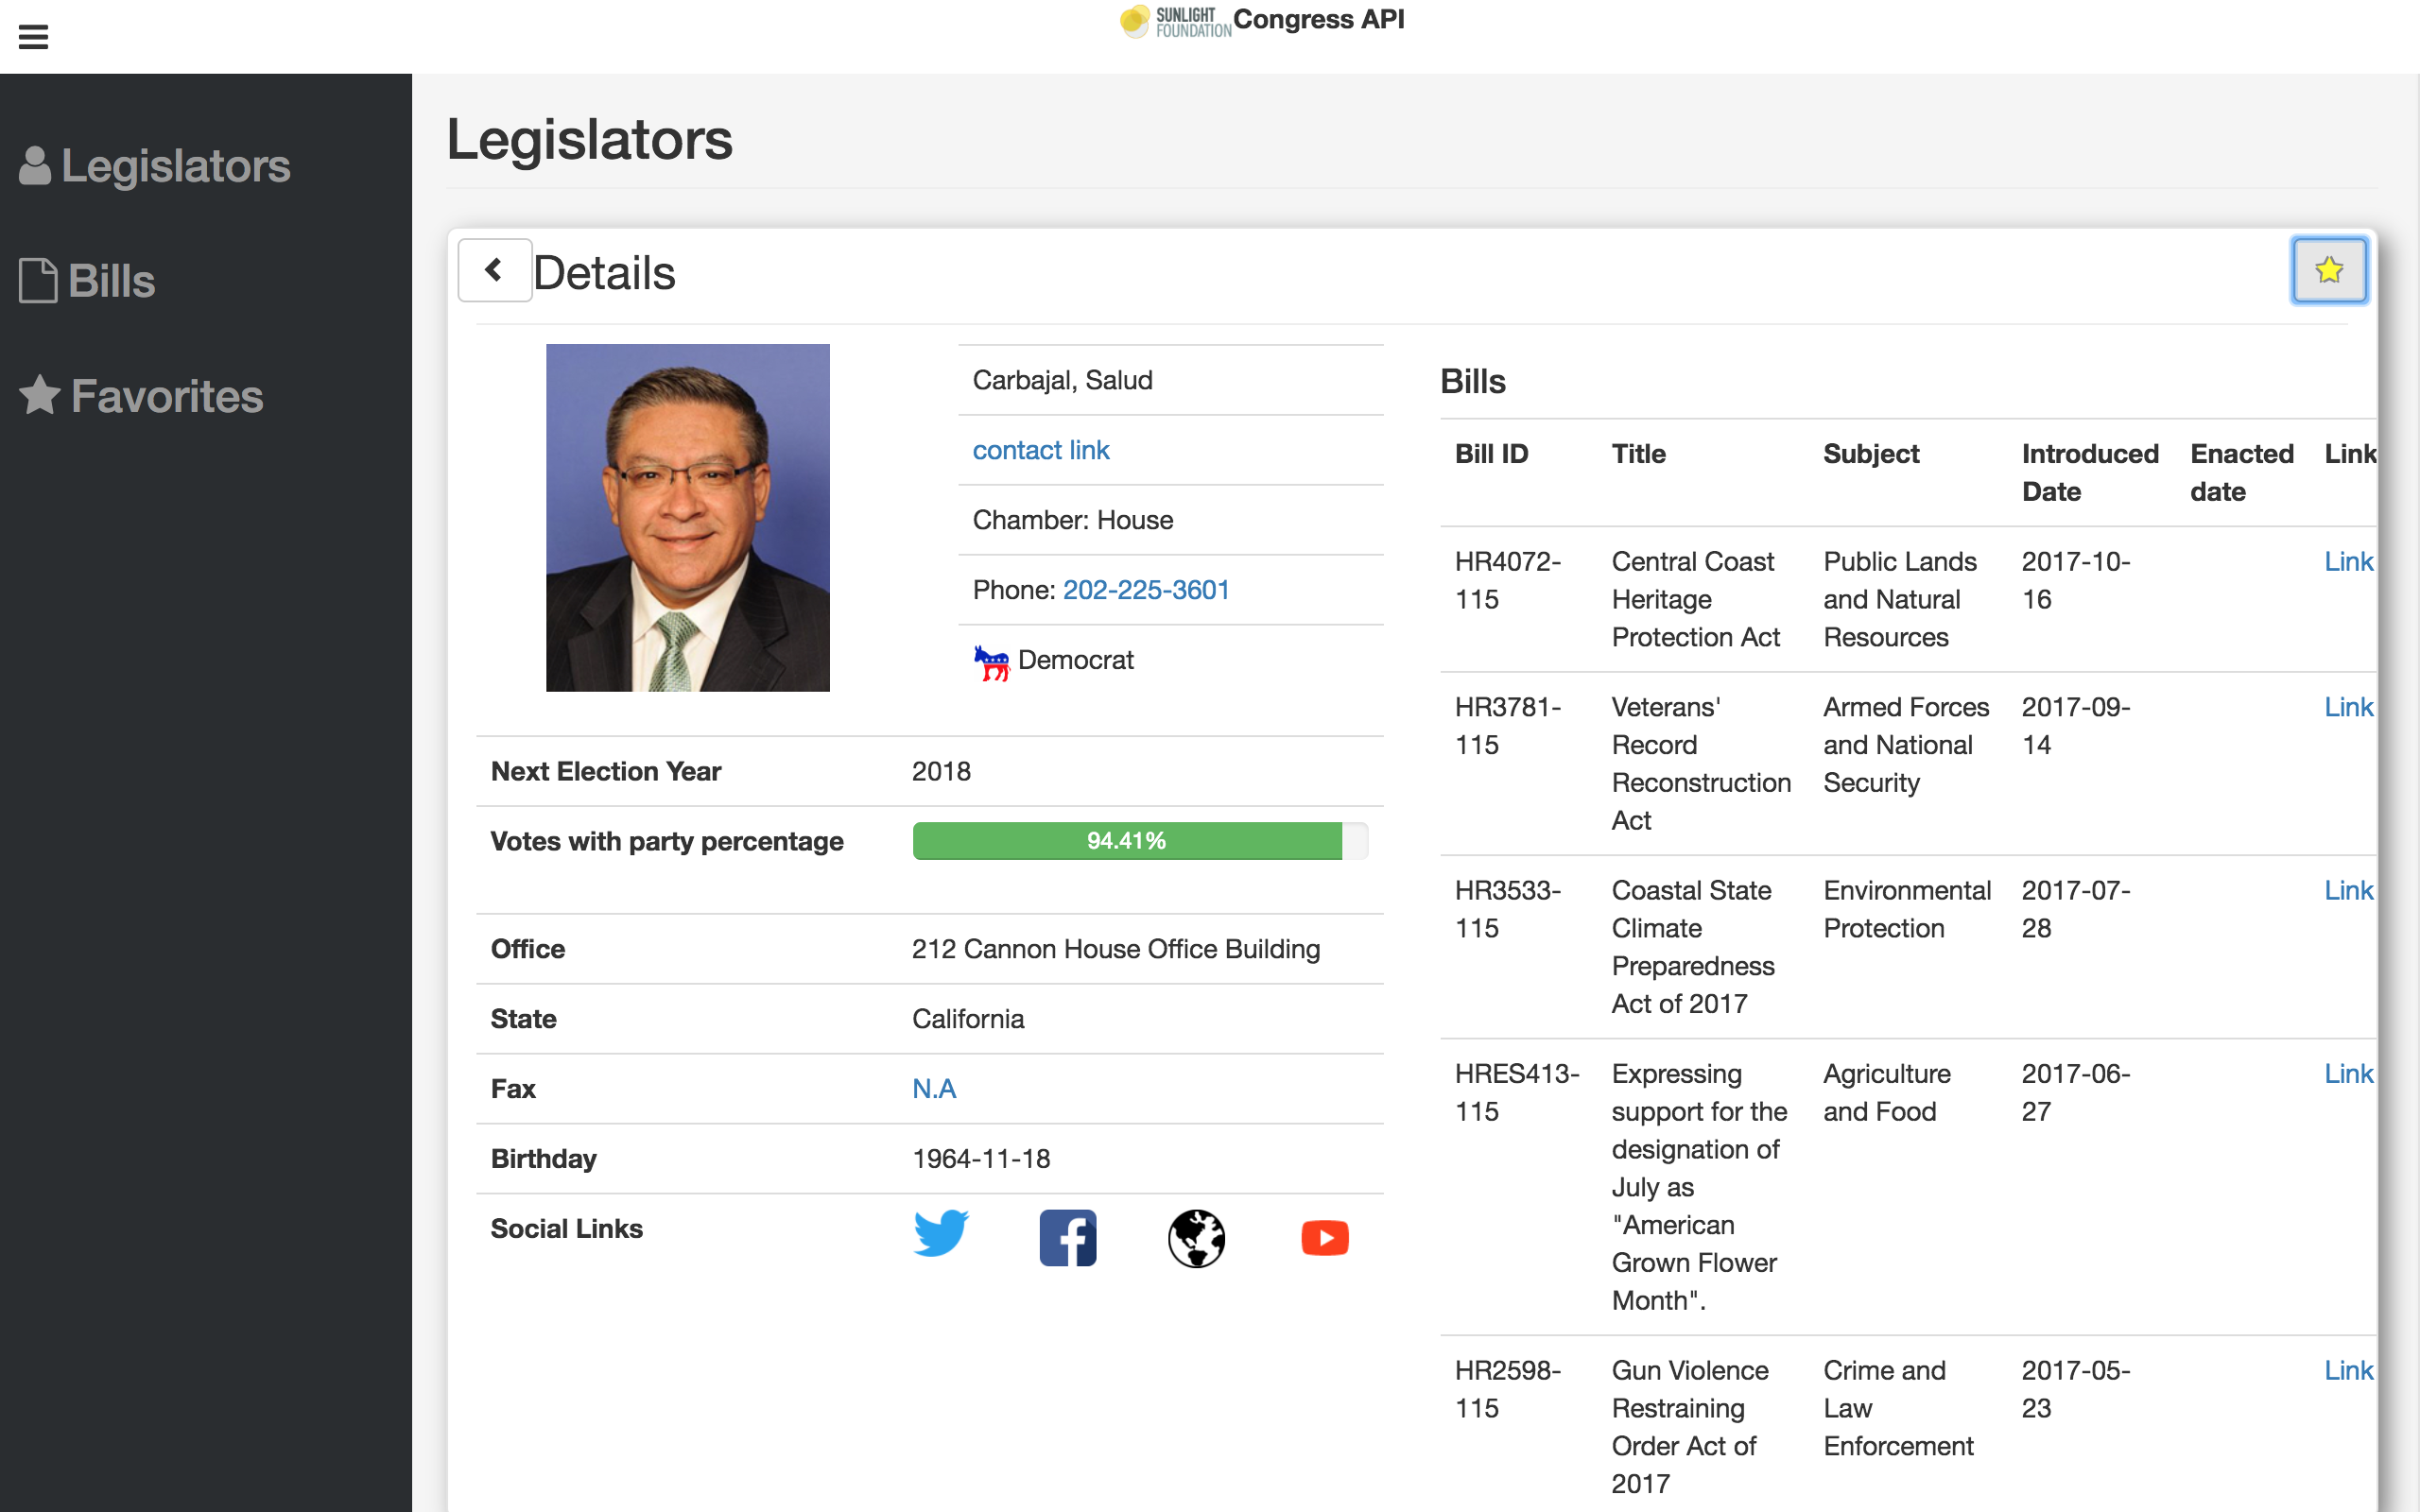 SUNLIGHT
FOUNDATION
Congress API
Legislators
Bills
Favorites
Legislators
Details
Carbajal, Salud
contact link
Chamber: House
Phone: 202-225-3601
Democrat
Next Election Year 2018
Votes with party percentage 94.41%
Office 212 Cannon House Office Building
State California
Fax N.A
Birthday 1964-11-18
Social Links
Bills
Bill ID Title Subject Introduced Enacted Link
Date date
HR4072- Central Coast Public Lands 2017-10- Link
115 Heritage and Natural 16
Protection Act Resources
HR3781- Veterans' Armed Forces 2017-09- Link
115 Record and National 14
Reconstruction Security
Act
HR3533- Coastal State Environmental 2017-07- Link
115 Climate Protection 28
Preparedness
Act of 2017
HRES413- Expressing Agriculture 2017-06- Link
115 support for the and Food 27
designation of
July as
"American
Grown Flower
Month".
HR2598- Gun Violence Crime and 2017-05- Link
115 Restraining Law 23
Order Act of Enforcement
2017